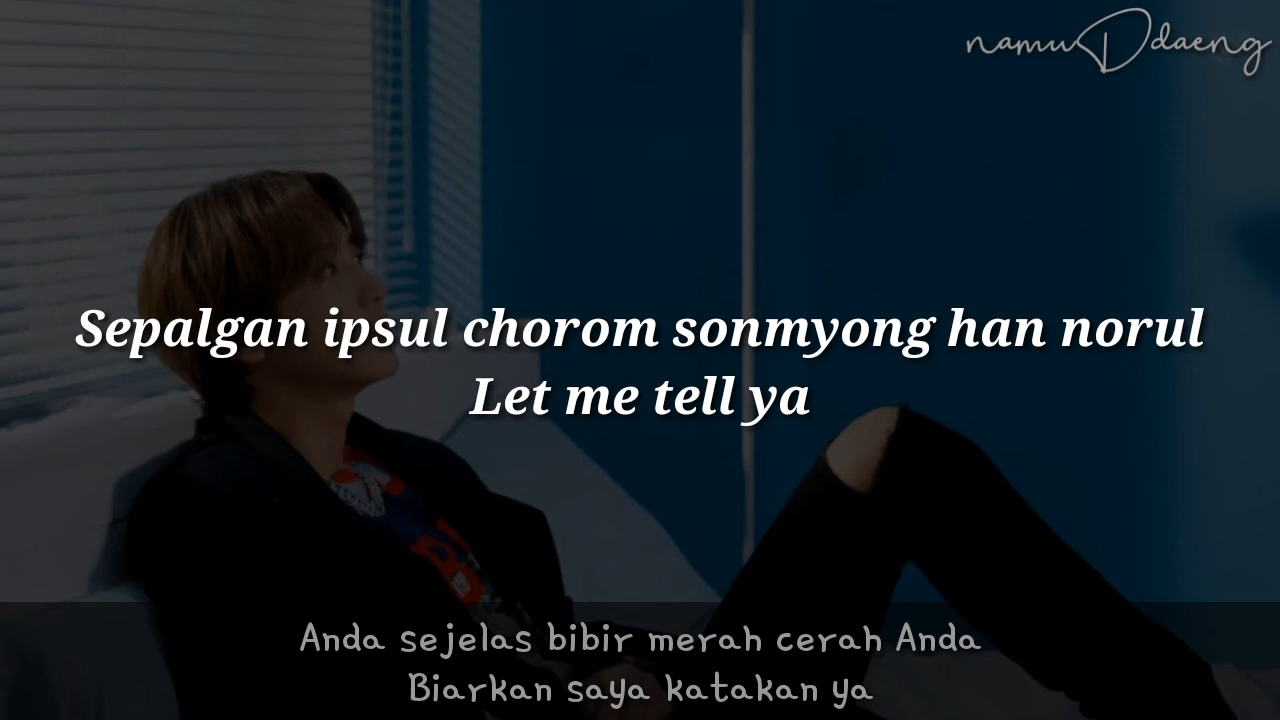 namuDdaeng
Sepalgan ipsul chorom sonmyong han norul
Let me tell ya
Anda sejelas bibir merah cerah Anda
Biarkan saya katakan ya